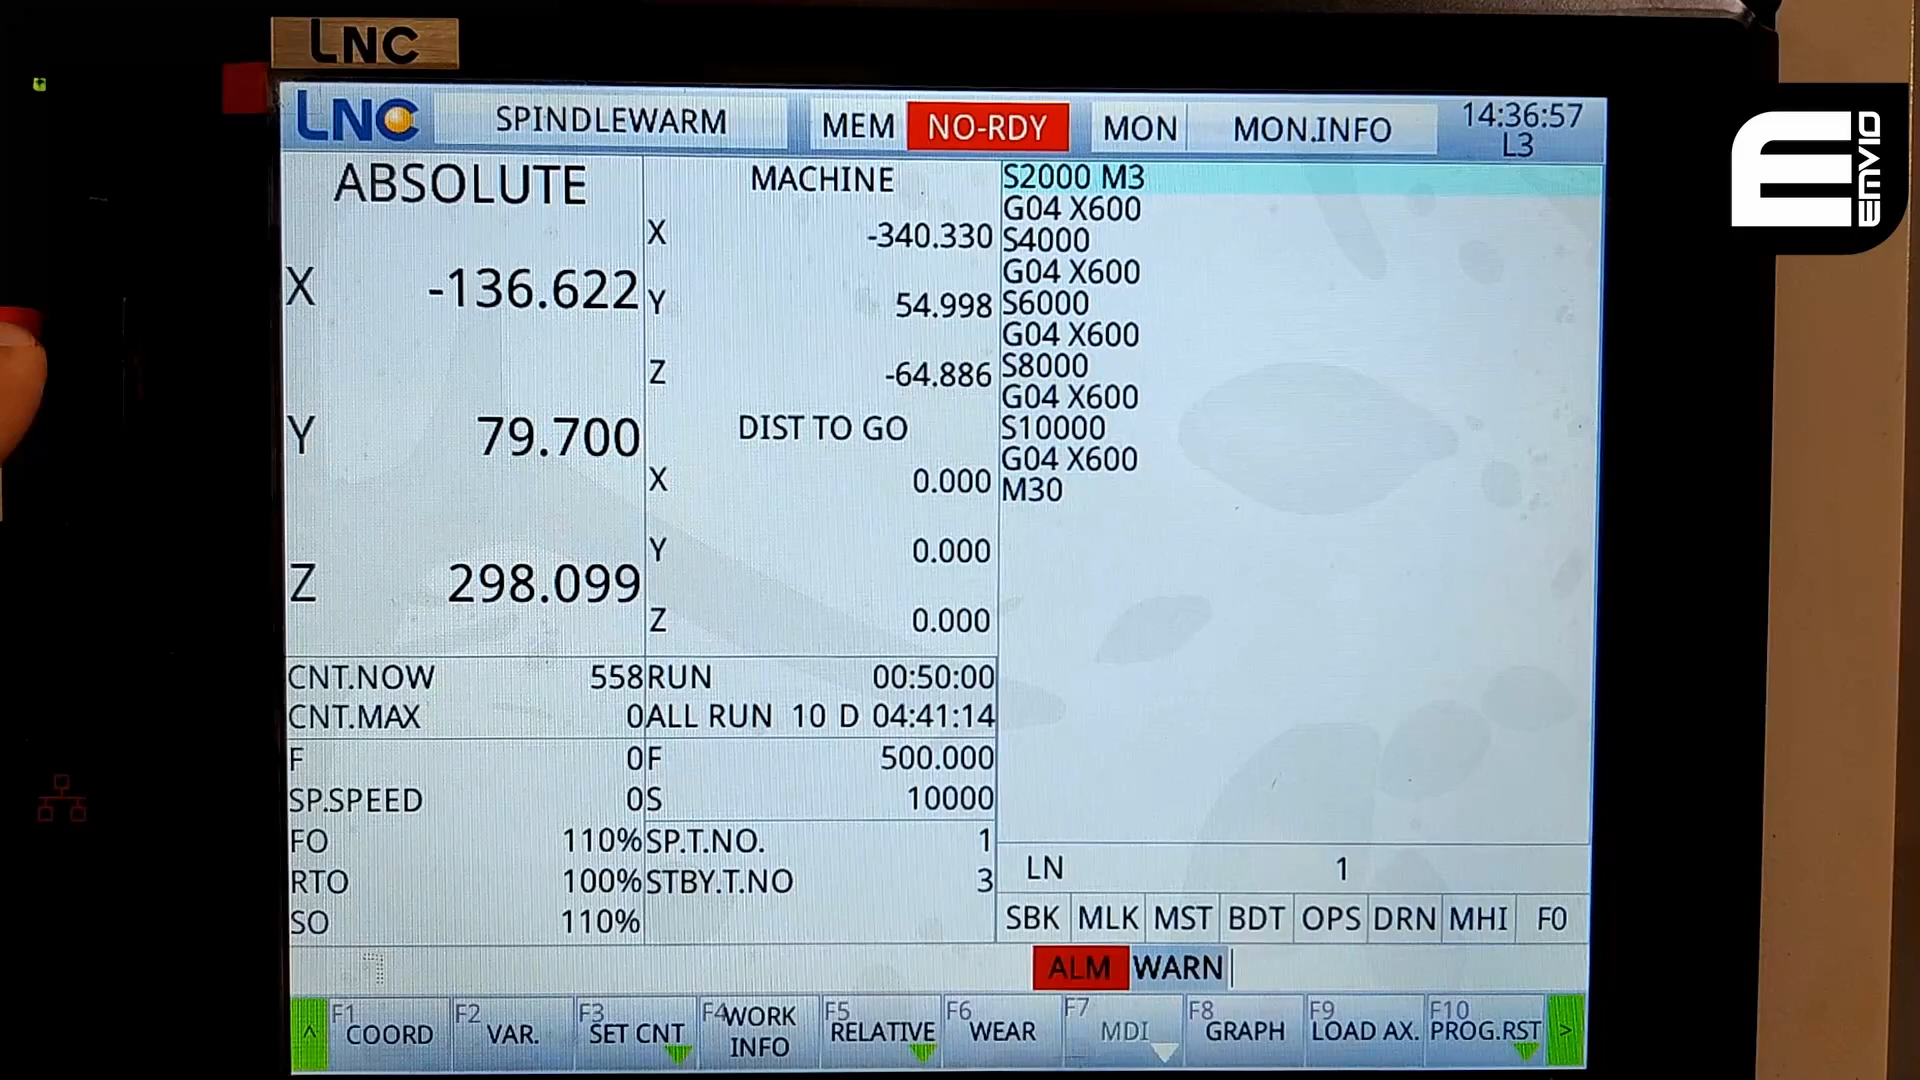 LNC
LNC SPINDLEWARM MEM NO-RDY MON MON.INFO 14:36:57
L3
EMVIO
ABSOLUTE
X -136.622
Y 79.700
Z 298.099
MACHINE
X -340.330
Y 54.998
Z -64.886
DIST TO GO
X 0.000
Y 0.000
Z 0.000
S2000 M3
G04 X600
S4000
G04 X600
S6000
G04 X600
S8000
G04 X600
S10000
G04 X600
M30
CNT.NOW 558 RUN 00:50:00
CNT.MAX 0 ALL RUN 10 D 04:41:14
F 0 F 500.000
SP.SPEED 0 S 10000
FO 110% SP.T.NO. 1
RTO 100% STBY.T.NO 3
SO 110%
LN 1
SBK MLK MST BDT OPS DRN MHI F0
ALM WARN
^ F1 COORD F2 VAR. F3 SET CNT F4 WORK INFO F5 RELATIVE F6 WEAR F7 MDI F8 GRAPH F9 LOAD AX. F10 PROG.RST >